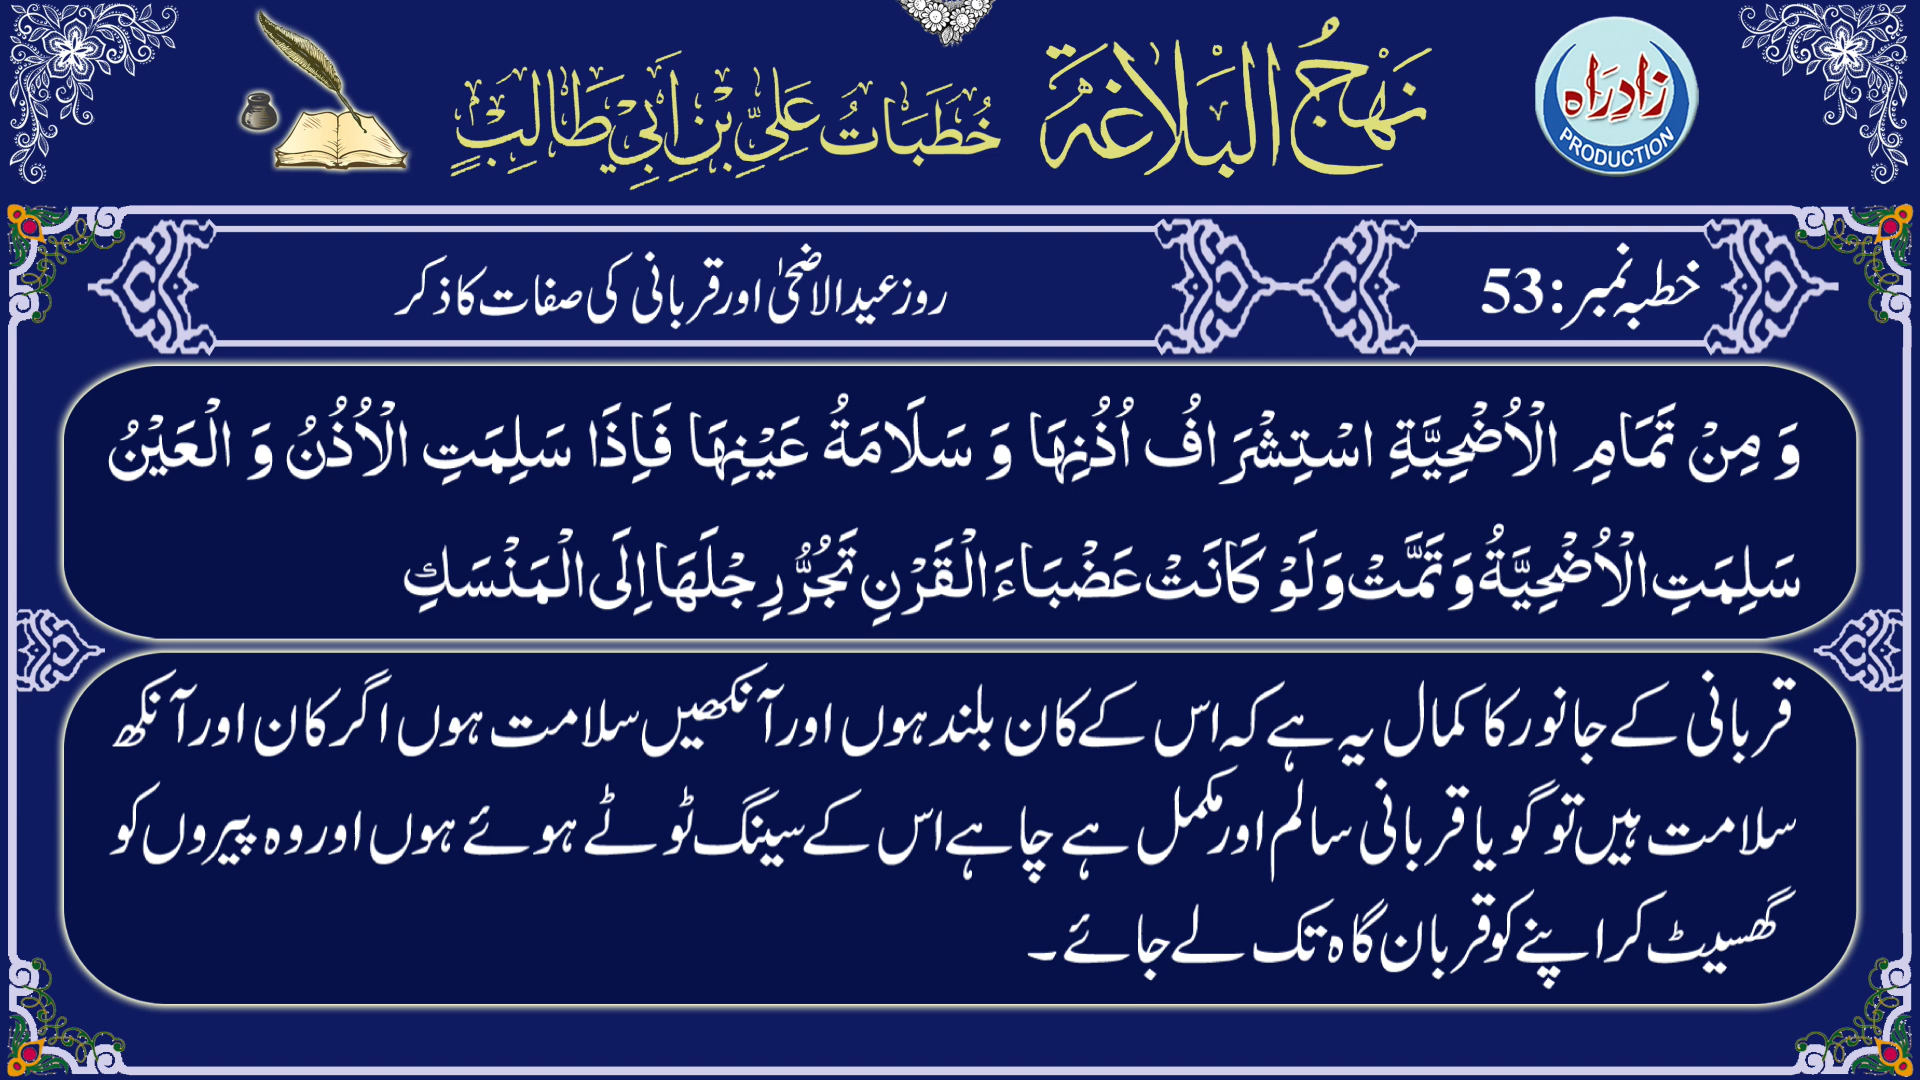 نَهْجُ الْبَلَاغَة خُطَبَاتُ عَلِيِّ بْنِ اَبِيْ طَالِبْ
زادِ رَاہ
PRODUCTION
خطبہ نمبر: 53
روز عید الاضحیٰ اور قربانی کی صفات کا ذکر
وَ مِنْ تَمَامِ الْاُضْحِيَّةِ اسْتِشْرَافُ اُذُنِهَا وَ سَلَامَةُ عَيْنِهَا فَاِذَا سَلِمَتِ الْاُذُنُ وَ الْعَيْنُ
سَلِمَتِ الْاُضْحِيَّةُ وَ تَمَّتْ وَ لَوْ كَانَتْ عَضْبَاءَ الْقَرْنِ تَجُرُّ رِجْلَهَا اِلَى الْمَنْسَكِ
قربانی کے جانور کا کمال یہ ہے کہ اس کے کان بلند ہوں اور آنکھیں سلامت ہوں اگر کان اور آنکھ
سلامت ہیں تو گویا قربانی سالم اور مکمل ہے چاہے اس کے سینگ ٹوٹے ہوئے ہوں اور وہ پیروں کو
گھسیٹ کر اپنے کو قربان گاہ تک لے جائے۔